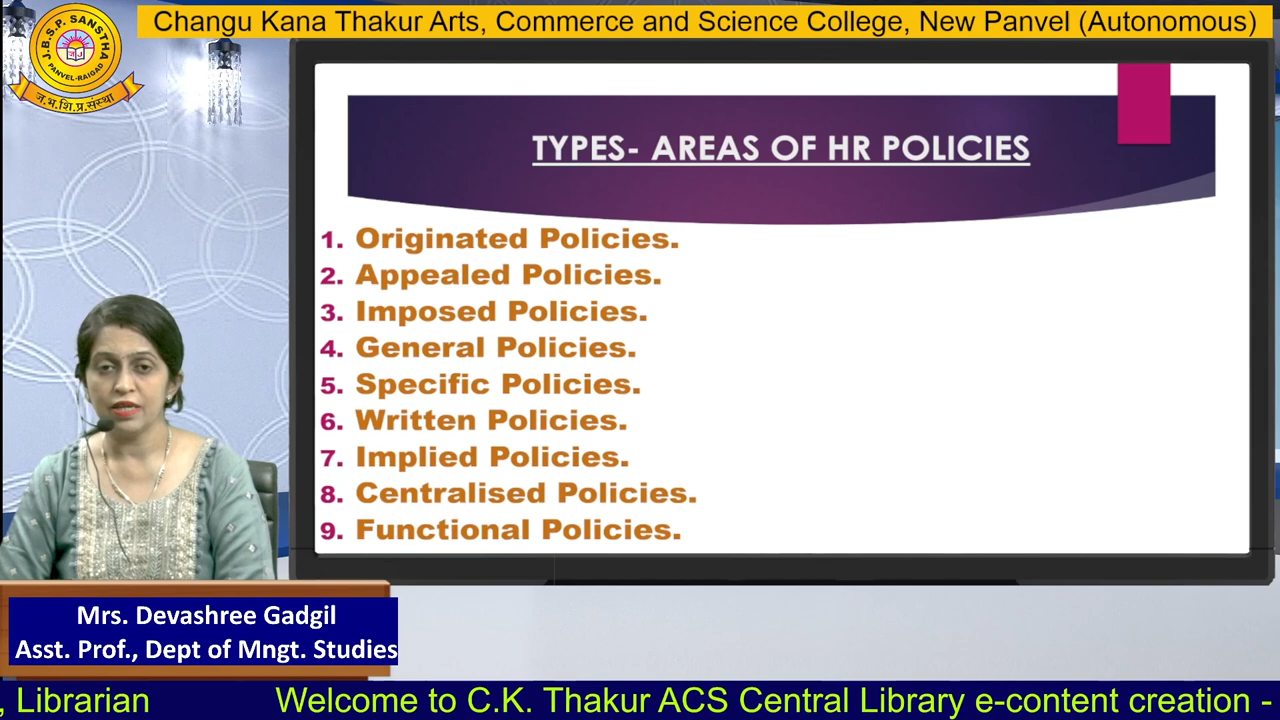 Changu Kana Thakur Arts, Commerce and Science College, New Panvel (Autonomous)
J.B.S.P. SANSTHA
PANVEL-RAIGAD
ज.भ.शि.प्र.संस्था
TYPES- AREAS OF HR POLICIES
1. Originated Policies.
2. Appealed Policies.
3. Imposed Policies.
4. General Policies.
5. Specific Policies.
6. Written Policies.
7. Implied Policies.
8. Centralised Policies.
9. Functional Policies.
Mrs. Devashree Gadgil
Asst. Prof., Dept of Mngt. Studies
, Librarian Welcome to C.K. Thakur ACS Central Library e-content creation -